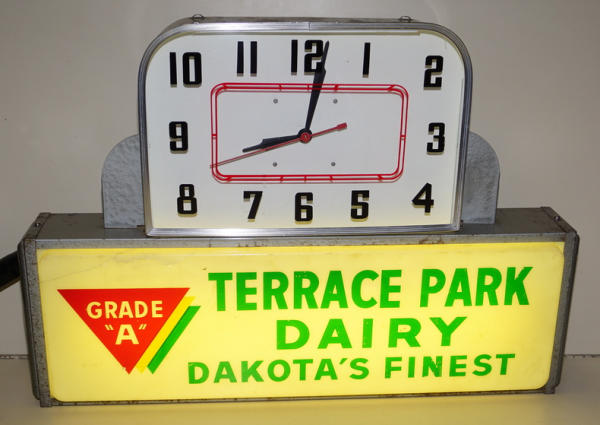 10 11 12 1 2
9 3
8 7 6 5 4
TERRACE PARK
GRADE
"A"
DAIRY
DAKOTA'S FINEST